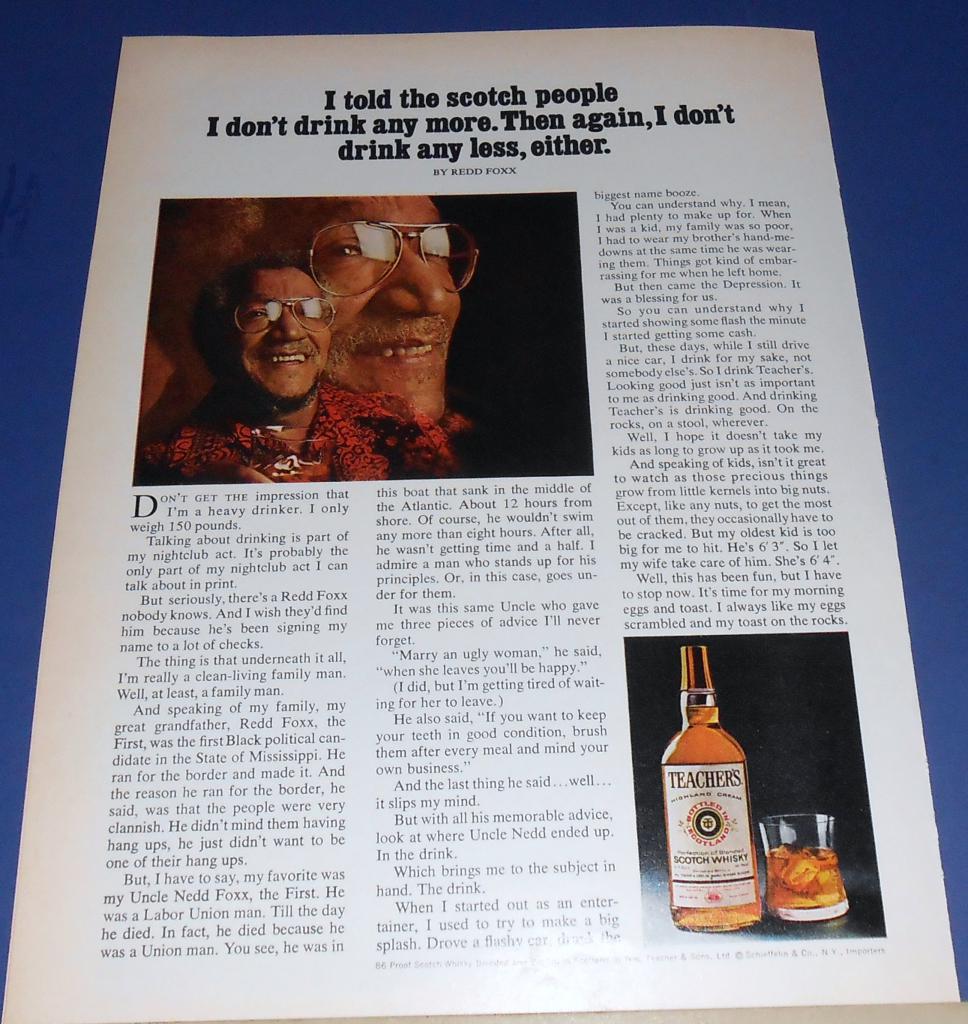 I told the scotch people
I don't drink any more. Then again, I don't
drink any less, either.
BY REDD FOXX
DON'T GET THE impression that
I'm a heavy drinker. I only
weigh 150 pounds.
Talking about drinking is part of
my nightclub act. It's probably the
only part of my nightclub act I can
talk about in print.
But seriously, there's a Redd Foxx
nobody knows. And I wish they'd find
him because he's been signing my
name to a lot of checks.
The thing is that underneath it all,
I'm really a clean-living family man.
Well, at least, a family man.
And speaking of my family, my
great grandfather, Redd Foxx, the
First, was the first Black political can-
didate in the State of Mississippi. He
ran for the border and made it. And
the reason he ran for the border, he
said, was that the people were very
clannish. He didn't mind them having
hang ups, he just didn't want to be
one of their hang ups.
But, I have to say, my favorite was
my Uncle Nedd Foxx, the First. He
was a Labor Union man. Till the day
he died. In fact, he died because he
was a Union man. You see, he was in
this boat that sank in the middle of
the Atlantic. About 12 hours from
shore. Of course, he wouldn't swim
any more than eight hours. After all,
he wasn't getting time and a half. I
admire a man who stands up for his
principles. Or, in this case, goes un-
der for them.
It was this same Uncle who gave
me three pieces of advice I'll never
forget.
"Marry an ugly woman," he said,
"when she leaves you'll be happy."
(I did, but I'm getting tired of wait-
ing for her to leave.)
He also said, "If you want to keep
your teeth in good condition, brush
them after every meal and mind your
own business."
And the last thing he said...well...
it slips my mind.
But with all his memorable advice,
look at where Uncle Nedd ended up.
In the drink.
Which brings me to the subject in
hand. The drink.
When I started out as an enter-
tainer, I used to try to make a big
splash. Drove a flashy car, drank the
biggest name booze.
You can understand why. I mean,
I had plenty to make up for. When
I was a kid, my family was so poor,
I had to wear my brother's hand-me-
downs at the same time he was wear-
ing them. Things got kind of embar-
rassing for me when he left home.
But then came the Depression. It
was a blessing for us.
So you can understand why I
started showing some flash the minute
I started getting some cash.
But, these days, while I still drive
a nice car, I drink for my sake, not
somebody else's. So I drink Teacher's.
Looking good just isn't as important
to me as drinking good. And drinking
Teacher's is drinking good. On the
rocks, on a stool, wherever.
Well, I hope it doesn't take my
kids as long to grow up as it took me.
And speaking of kids, isn't it great
to watch as those precious things
grow from little kernels into big nuts.
Except, like any nuts, to get the most
out of them, they occasionally have to
be cracked. But my oldest kid is too
big for me to hit. He's 6' 3". So I let
my wife take care of him. She's 6' 4".
Well, this has been fun, but I have
to stop now. It's time for my morning
eggs and toast. I always like my eggs
scrambled and my toast on the rocks.
TEACHER'S
HIGHLAND CREAM
BOTTLED IN
SCOTLAND
Perfection of Blended
SCOTCH WHISKY
86 Proof Scotch Whisky Blended and Bottled in Scotland by Wm. Teacher & Sons, Ltd. © Schieffelin & Co., N.Y., Importers